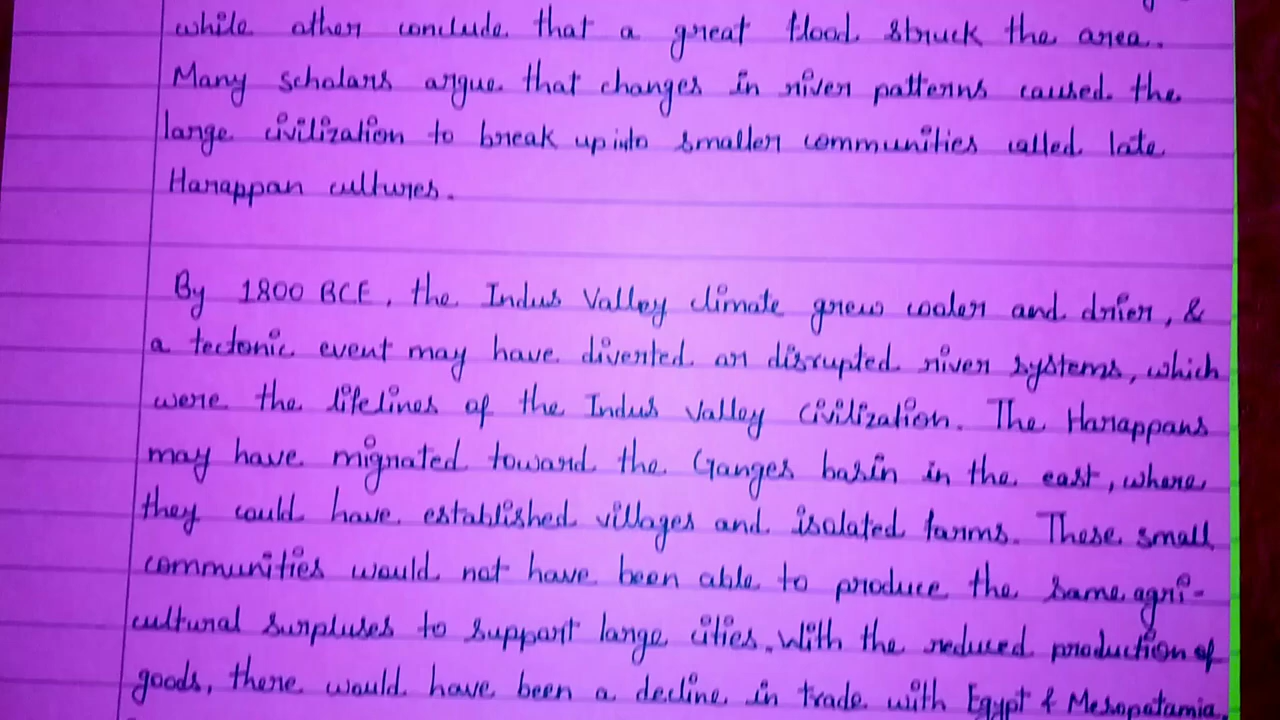 while other conclude that a great flood struck the area.
Many scholars argue that changes in river patterns caused the
large civilization to break up into smaller communities called late
Harappan cultures.
By 1800 BCE, the Indus Valley climate grew cooler and drier, &
a tectonic event may have diverted or disrupted river systems, which
were the lifelines of the Indus Valley Civilization. The Harappans
may have migrated toward the Ganges basin in the east, where
they could have established villages and isolated farms. These small
communities would not have been able to produce the same agri-
cultural surpluses to support large cities. With the reduced production of
goods, there would have been a decline in trade with Egypt & Mesopotamia.